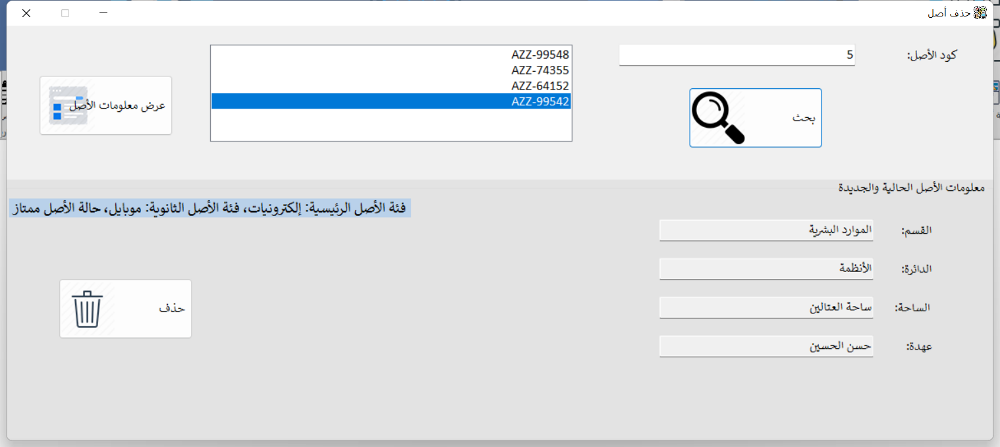 حذف أصل
كود الأصل:
5
بحث
AZZ-99548
AZZ-74355
AZZ-64152
AZZ-99542
عرض معلومات الأصل
معلومات الأصل الحالية والجديدة
فئة الأصل الرئيسية: إلكترونيات، فئة الأصل الثانوية: موبايل، حالة الأصل ممتاز
القسم: الموارد البشرية
الدائرة: الأنظمة
الساحة: ساحة العتالين
عهدة: حسن الحسين
حذف